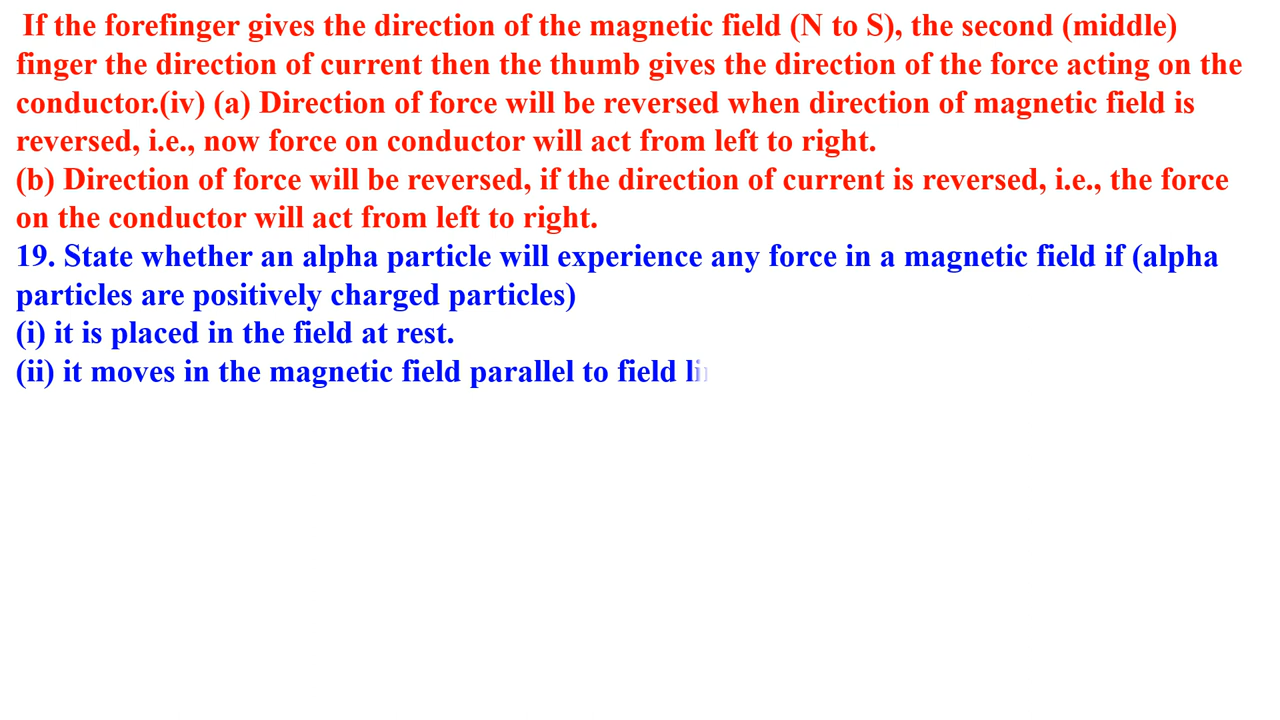 If the forefinger gives the direction of the magnetic field (N to S), the second (middle)
finger the direction of current then the thumb gives the direction of the force acting on the
conductor.(iv) (a) Direction of force will be reversed when direction of magnetic field is
reversed, i.e., now force on conductor will act from left to right.
(b) Direction of force will be reversed, if the direction of current is reversed, i.e., the force
on the conductor will act from left to right.
19. State whether an alpha particle will experience any force in a magnetic field if (alpha
particles are positively charged particles)
(i) it is placed in the field at rest.
(ii) it moves in the magnetic field parallel to field